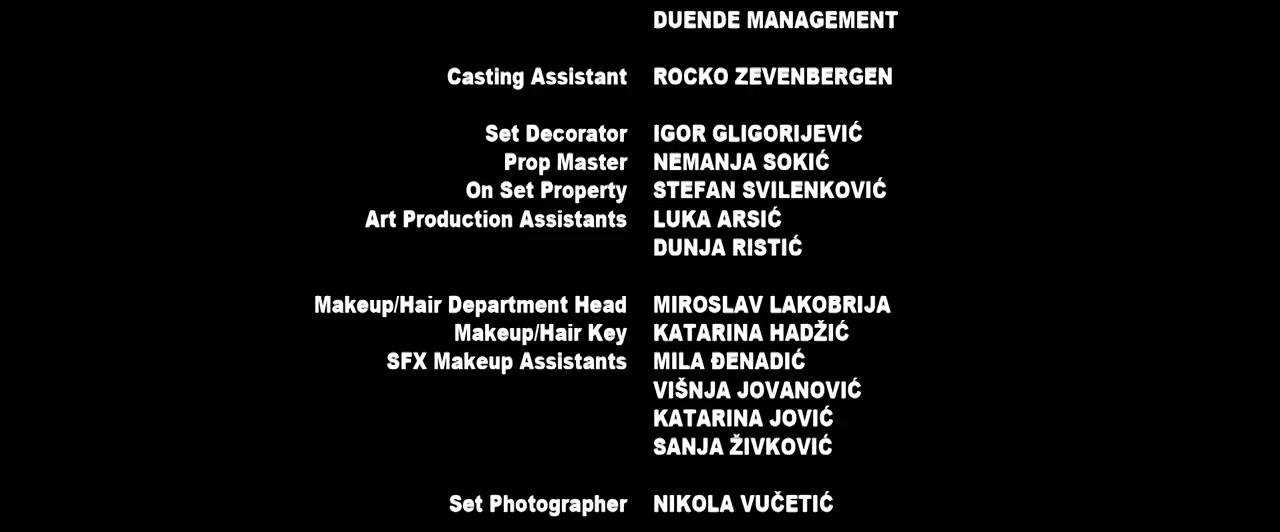 DUENDE MANAGEMENT
Casting Assistant ROCKO ZEVENBERGEN
Set Decorator IGOR GLIGORIJEVIĆ
Prop Master NEMANJA SOKIĆ
On Set Property STEFAN SVILENKOVIĆ
Art Production Assistants LUKA ARSIĆ
DUNJA RISTIĆ
Makeup/Hair Department Head MIROSLAV LAKOBRIJA
Makeup/Hair Key KATARINA HADŽIĆ
SFX Makeup Assistants MILA ĐENADIĆ
VIŠNJA JOVANOVIĆ
KATARINA JOVIĆ
SANJA ŽIVKOVIĆ
Set Photographer NIKOLA VUČETIĆ